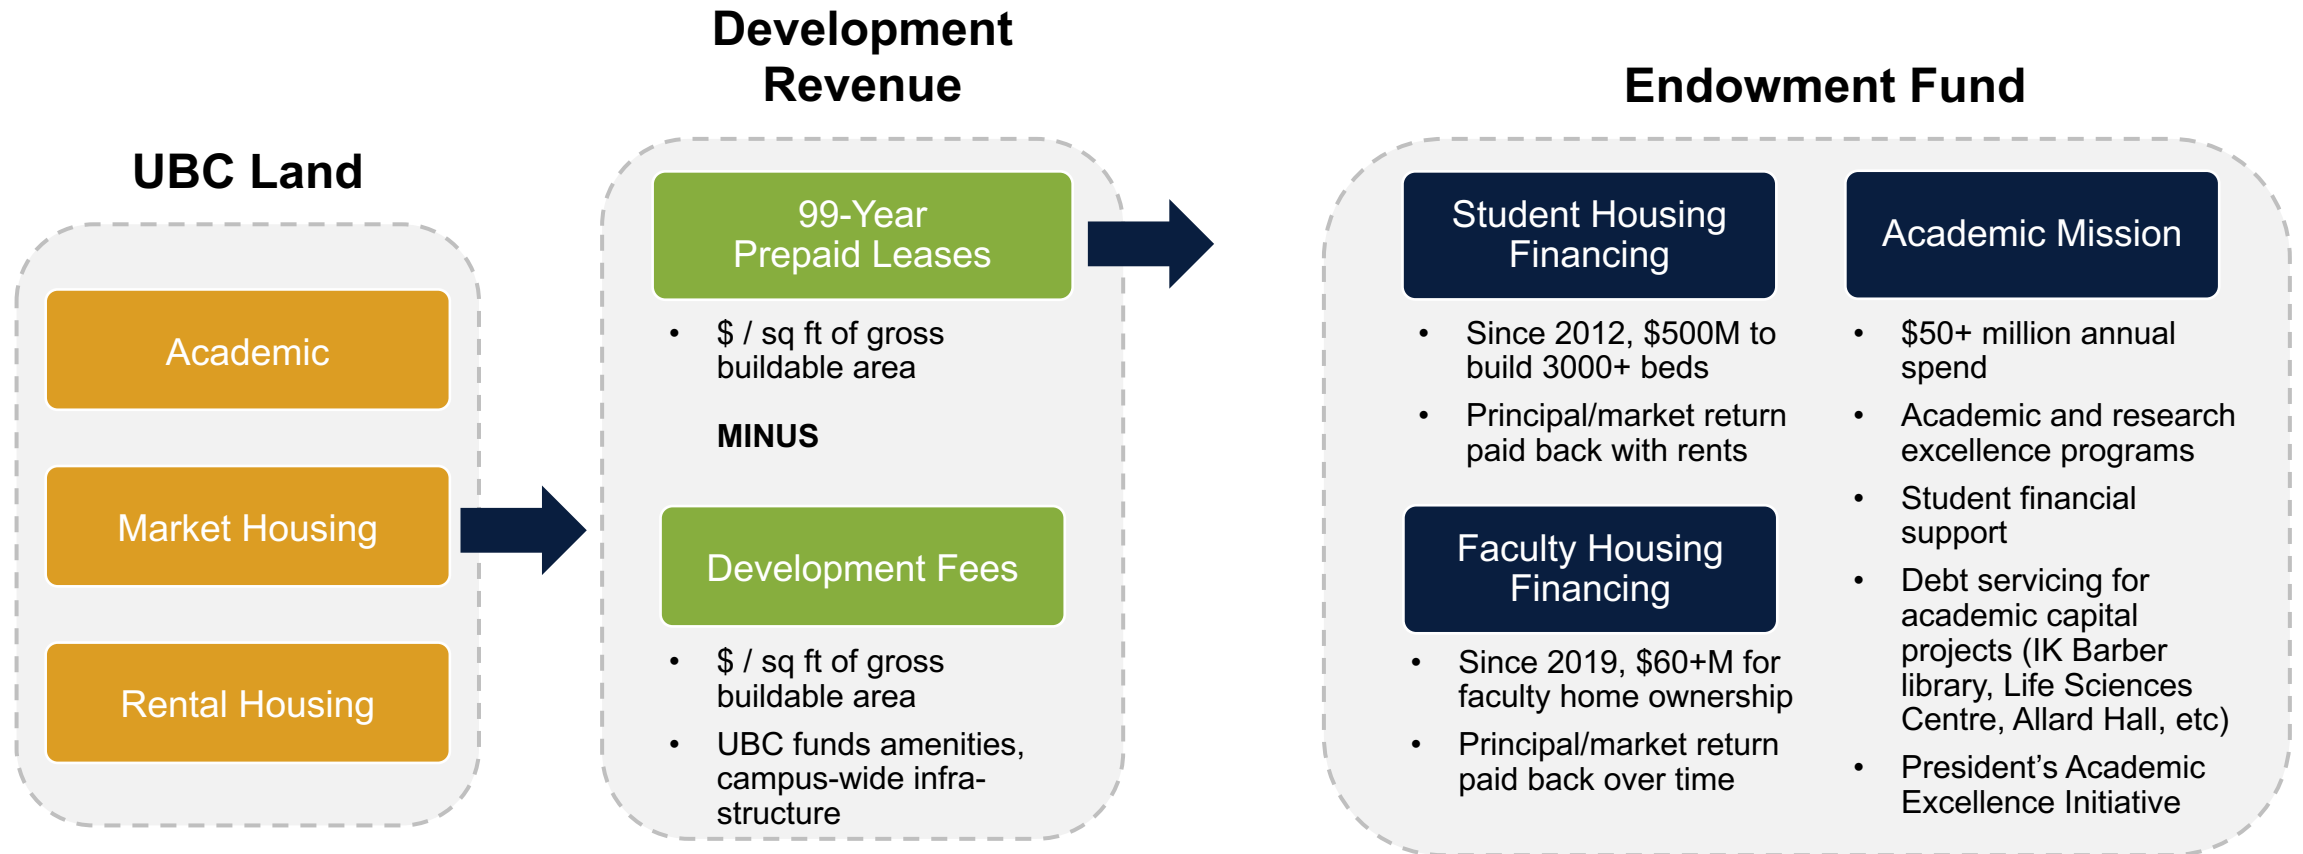 UBC Land
Academic
Market Housing
Rental Housing
Development
Revenue
99-Year
Prepaid Leases
• $ / sq ft of gross
buildable area
MINUS
Development Fees
• $ / sq ft of gross
buildable area
• UBC funds amenities,
campus-wide infra-
structure
Endowment Fund
Student Housing
Financing
• Since 2012, $500M to
build 3000+ beds
• Principal/market return
paid back with rents
Faculty Housing
Financing
• Since 2019, $60+M for
faculty home ownership
• Principal/market return
paid back over time
Academic Mission
• $50+ million annual
spend
• Academic and research
excellence programs
• Student financial
support
• Debt servicing for
academic capital
projects (IK Barber
library, Life Sciences
Centre, Allard Hall, etc)
• President’s Academic
Excellence Initiative